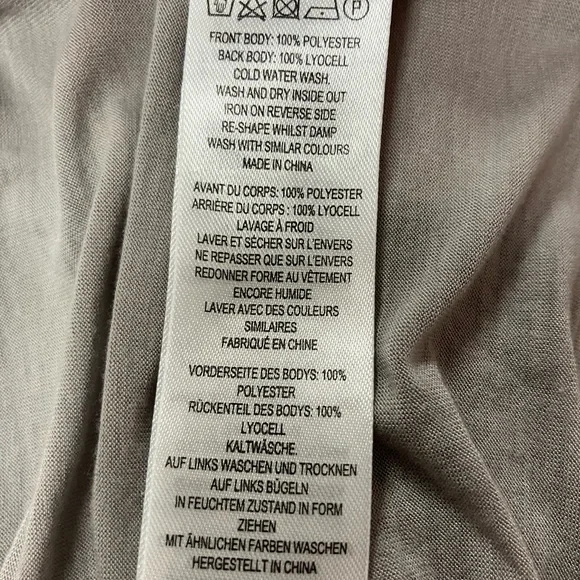 P
FRONT BODY: 100% POLYESTER
BACK BODY: 100% LYOCELL
COLD WATER WASH.
WASH AND DRY INSIDE OUT
IRON ON REVERSE SIDE
RE-SHAPE WHILST DAMP
WASH WITH SIMILAR COLOURS
MADE IN CHINA
AVANT DU CORPS: 100% POLYESTER
ARRIÈRE DU CORPS : 100% LYOCELL
LAVAGE À FROID
LAVER ET SÉCHER SUR L'ENVERS
NE REPASSER QUE SUR L'ENVERS
REDONNER FORME AU VÊTEMENT
ENCORE HUMIDE
LAVER AVEC DES COULEURS
SIMILAIRES
FABRIQUÉ EN CHINE
VORDERSEITE DES BODYS: 100%
POLYESTER
RÜCKENTEIL DES BODYS: 100%
LYOCELL
KALTWÄSCHE.
AUF LINKS WASCHEN UND TROCKNEN
AUF LINKS BÜGELN
IN FEUCHTEM ZUSTAND IN FORM
ZIEHEN
MIT ÄHNLICHEN FARBEN WASCHEN
HERGESTELLT IN CHINA